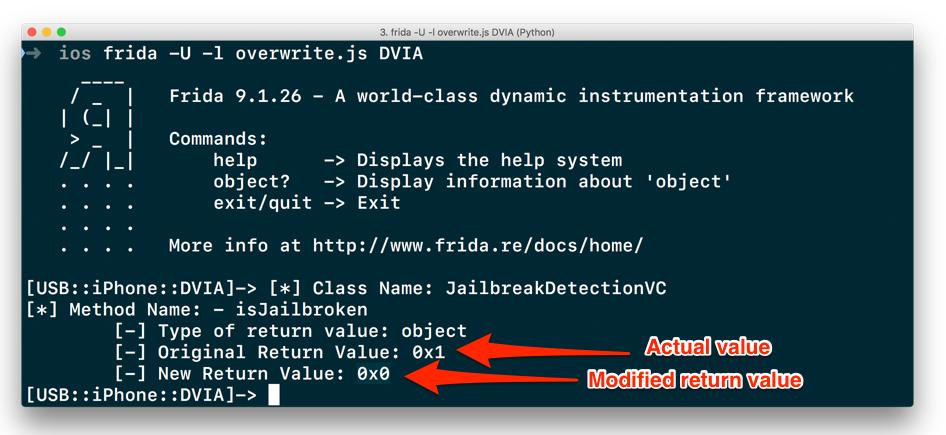 3. frida -U -l overwrite.js DVIA (Python)
→ ios frida -U -l overwrite.js DVIA
    ____
   / _  |   Frida 9.1.26 - A world-class dynamic instrumentation framework
  | (_| |
   > _  |   Commands:
  /_/ |_|       help      -> Displays the help system
  . . . .       object?   -> Display information about 'object'
  . . . .       exit/quit -> Exit
  . . . .
  . . . .   More info at http://www.frida.re/docs/home/
[USB::iPhone::DVIA]-> [*] Class Name: JailbreakDetectionVC
[*] Method Name: - isJailbroken
        [-] Type of return value: object
        [-] Original Return Value: 0x1 Actual value
        [-] New Return Value: 0x0 Modified return value
[USB::iPhone::DVIA]->